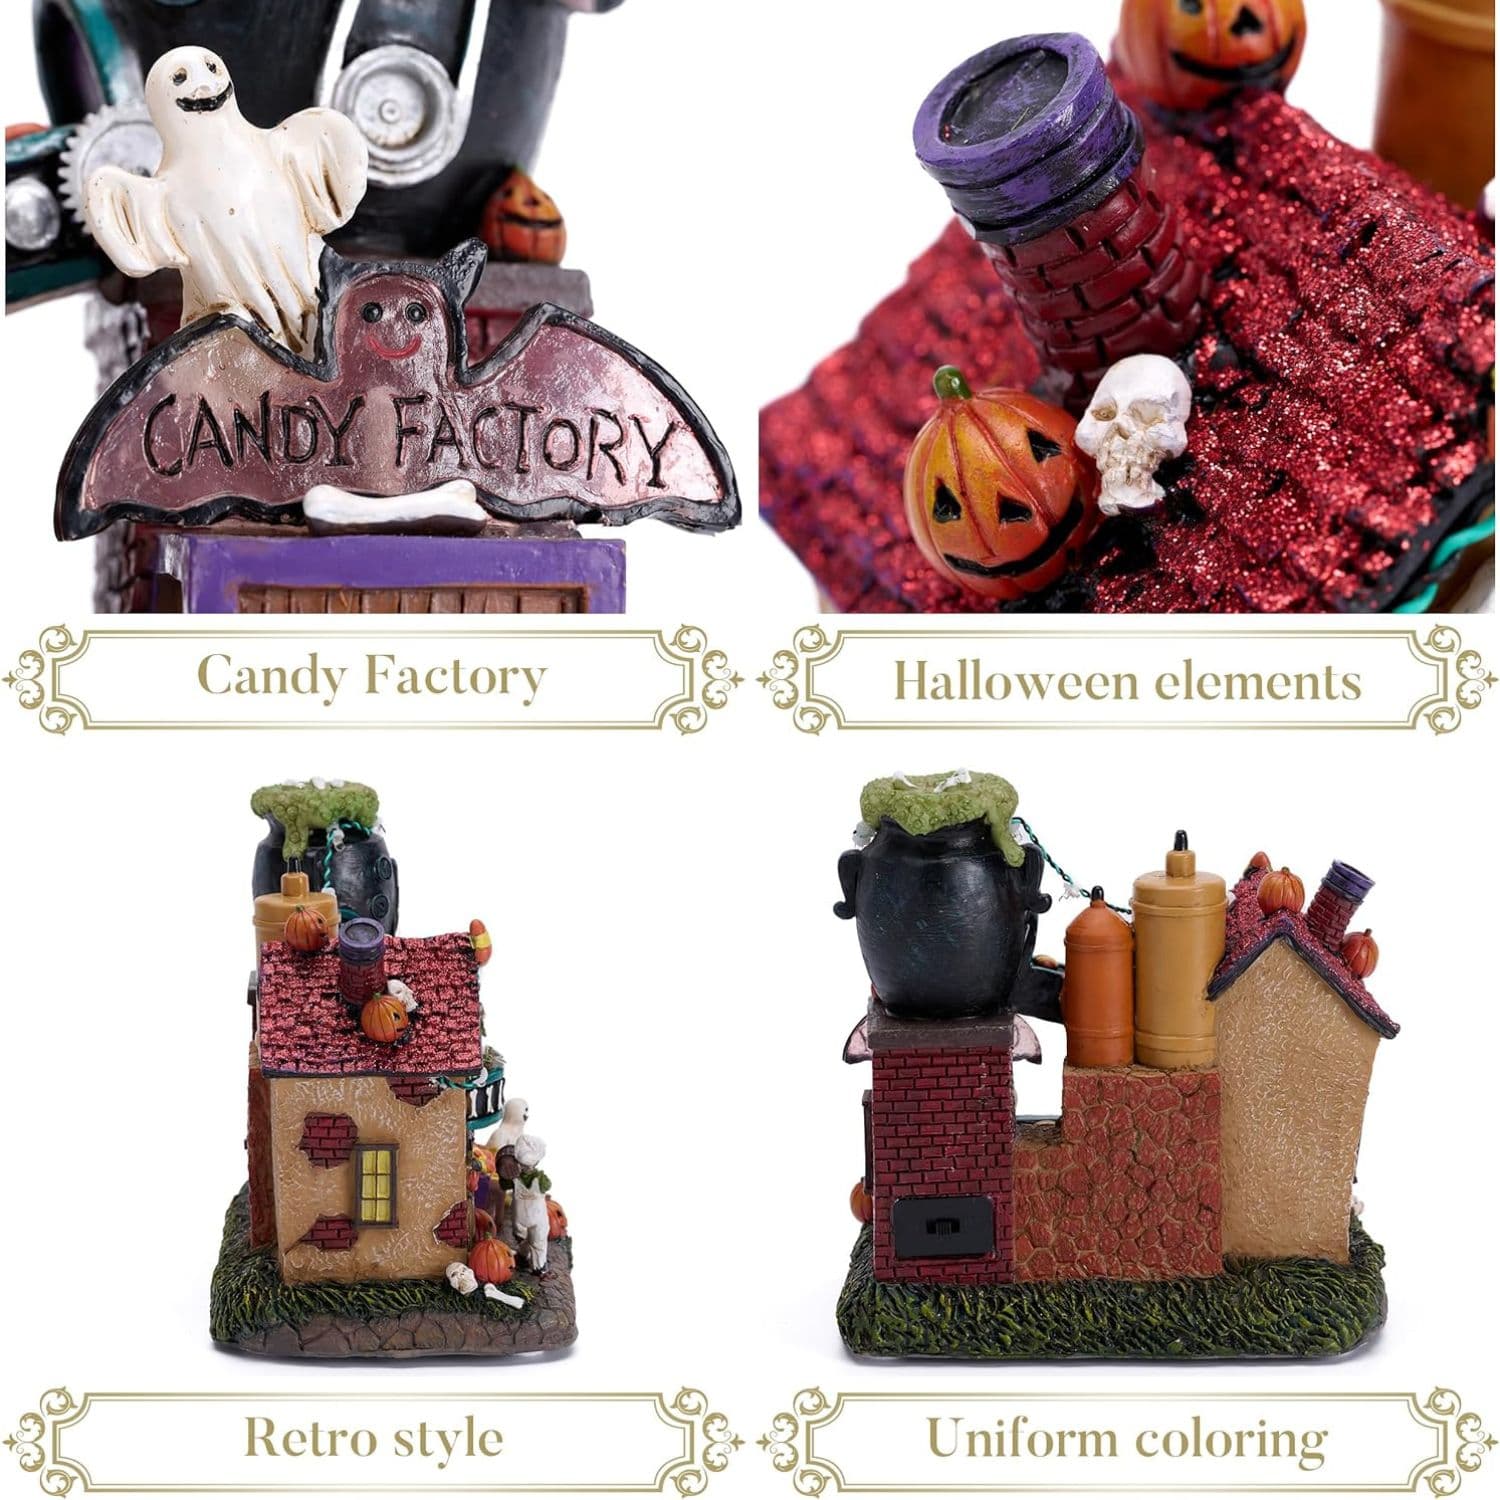 CANDY FACTORY
Candy Factory
Halloween elements
Retro style
Uniform coloring